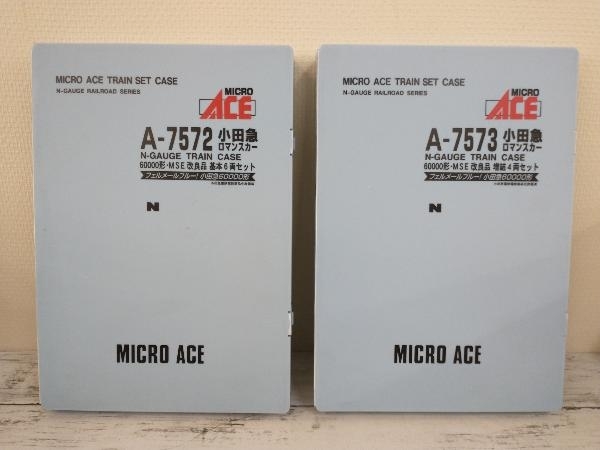 MICRO ACE TRAIN SET CASE
N-GAUGE RAILROAD SERIES
MICRO
ACE
A-7572 小田急
ロマンスカー
N-GAUGE TRAIN CASE
60000形・MSE 改良品 基本6両セット
フェルメールブルー！小田急60000形
N
MICRO ACE
MICRO ACE TRAIN SET CASE
N-GAUGE RAILROAD SERIES
MICRO
ACE
A-7573 小田急
ロマンスカー
N-GAUGE TRAIN CASE
60000形・MSE 改良品 増結4両セット
フェルメールブルー！小田急60000形
N
MICRO ACE